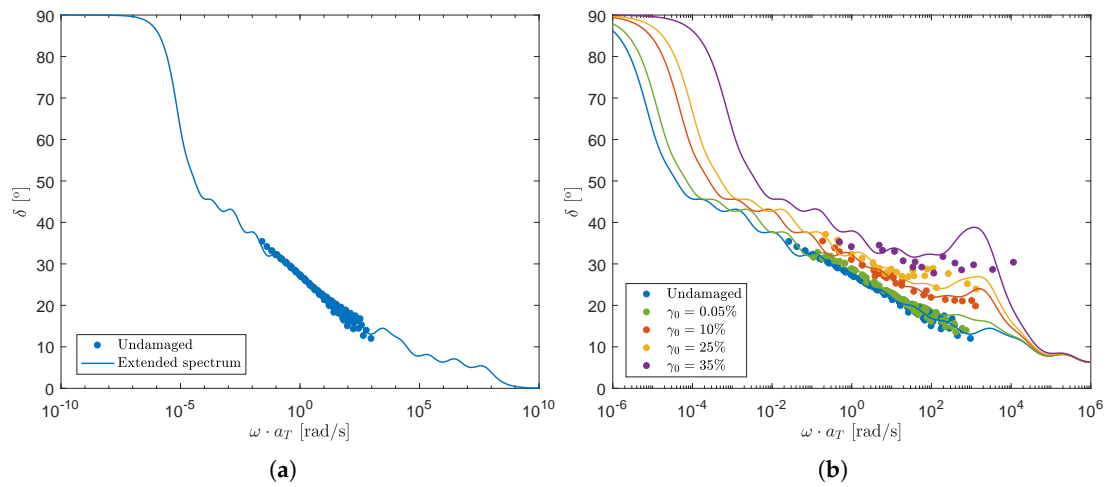 90
80
70
60
50
40
30
20
10
0
δ [°]
Undamaged
Extended spectrum
10^-10
10^-5
10^0
10^5
10^10
ω · a_T [rad/s]
(a)
90
80
70
60
50
40
30
20
10
0
δ [°]
Undamaged
γ_0 = 0.05%
γ_0 = 10%
γ_0 = 25%
γ_0 = 35%
10^-6
10^-4
10^-2
10^0
10^2
10^4
10^6
ω · a_T [rad/s]
(b)